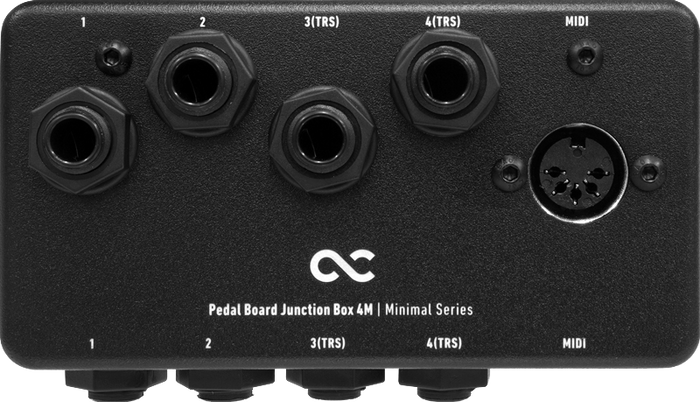 1 2 3(TRS) 4(TRS) MIDI
Pedal Board Junction Box 4M | Minimal Series
1 2 3(TRS) 4(TRS) MIDI